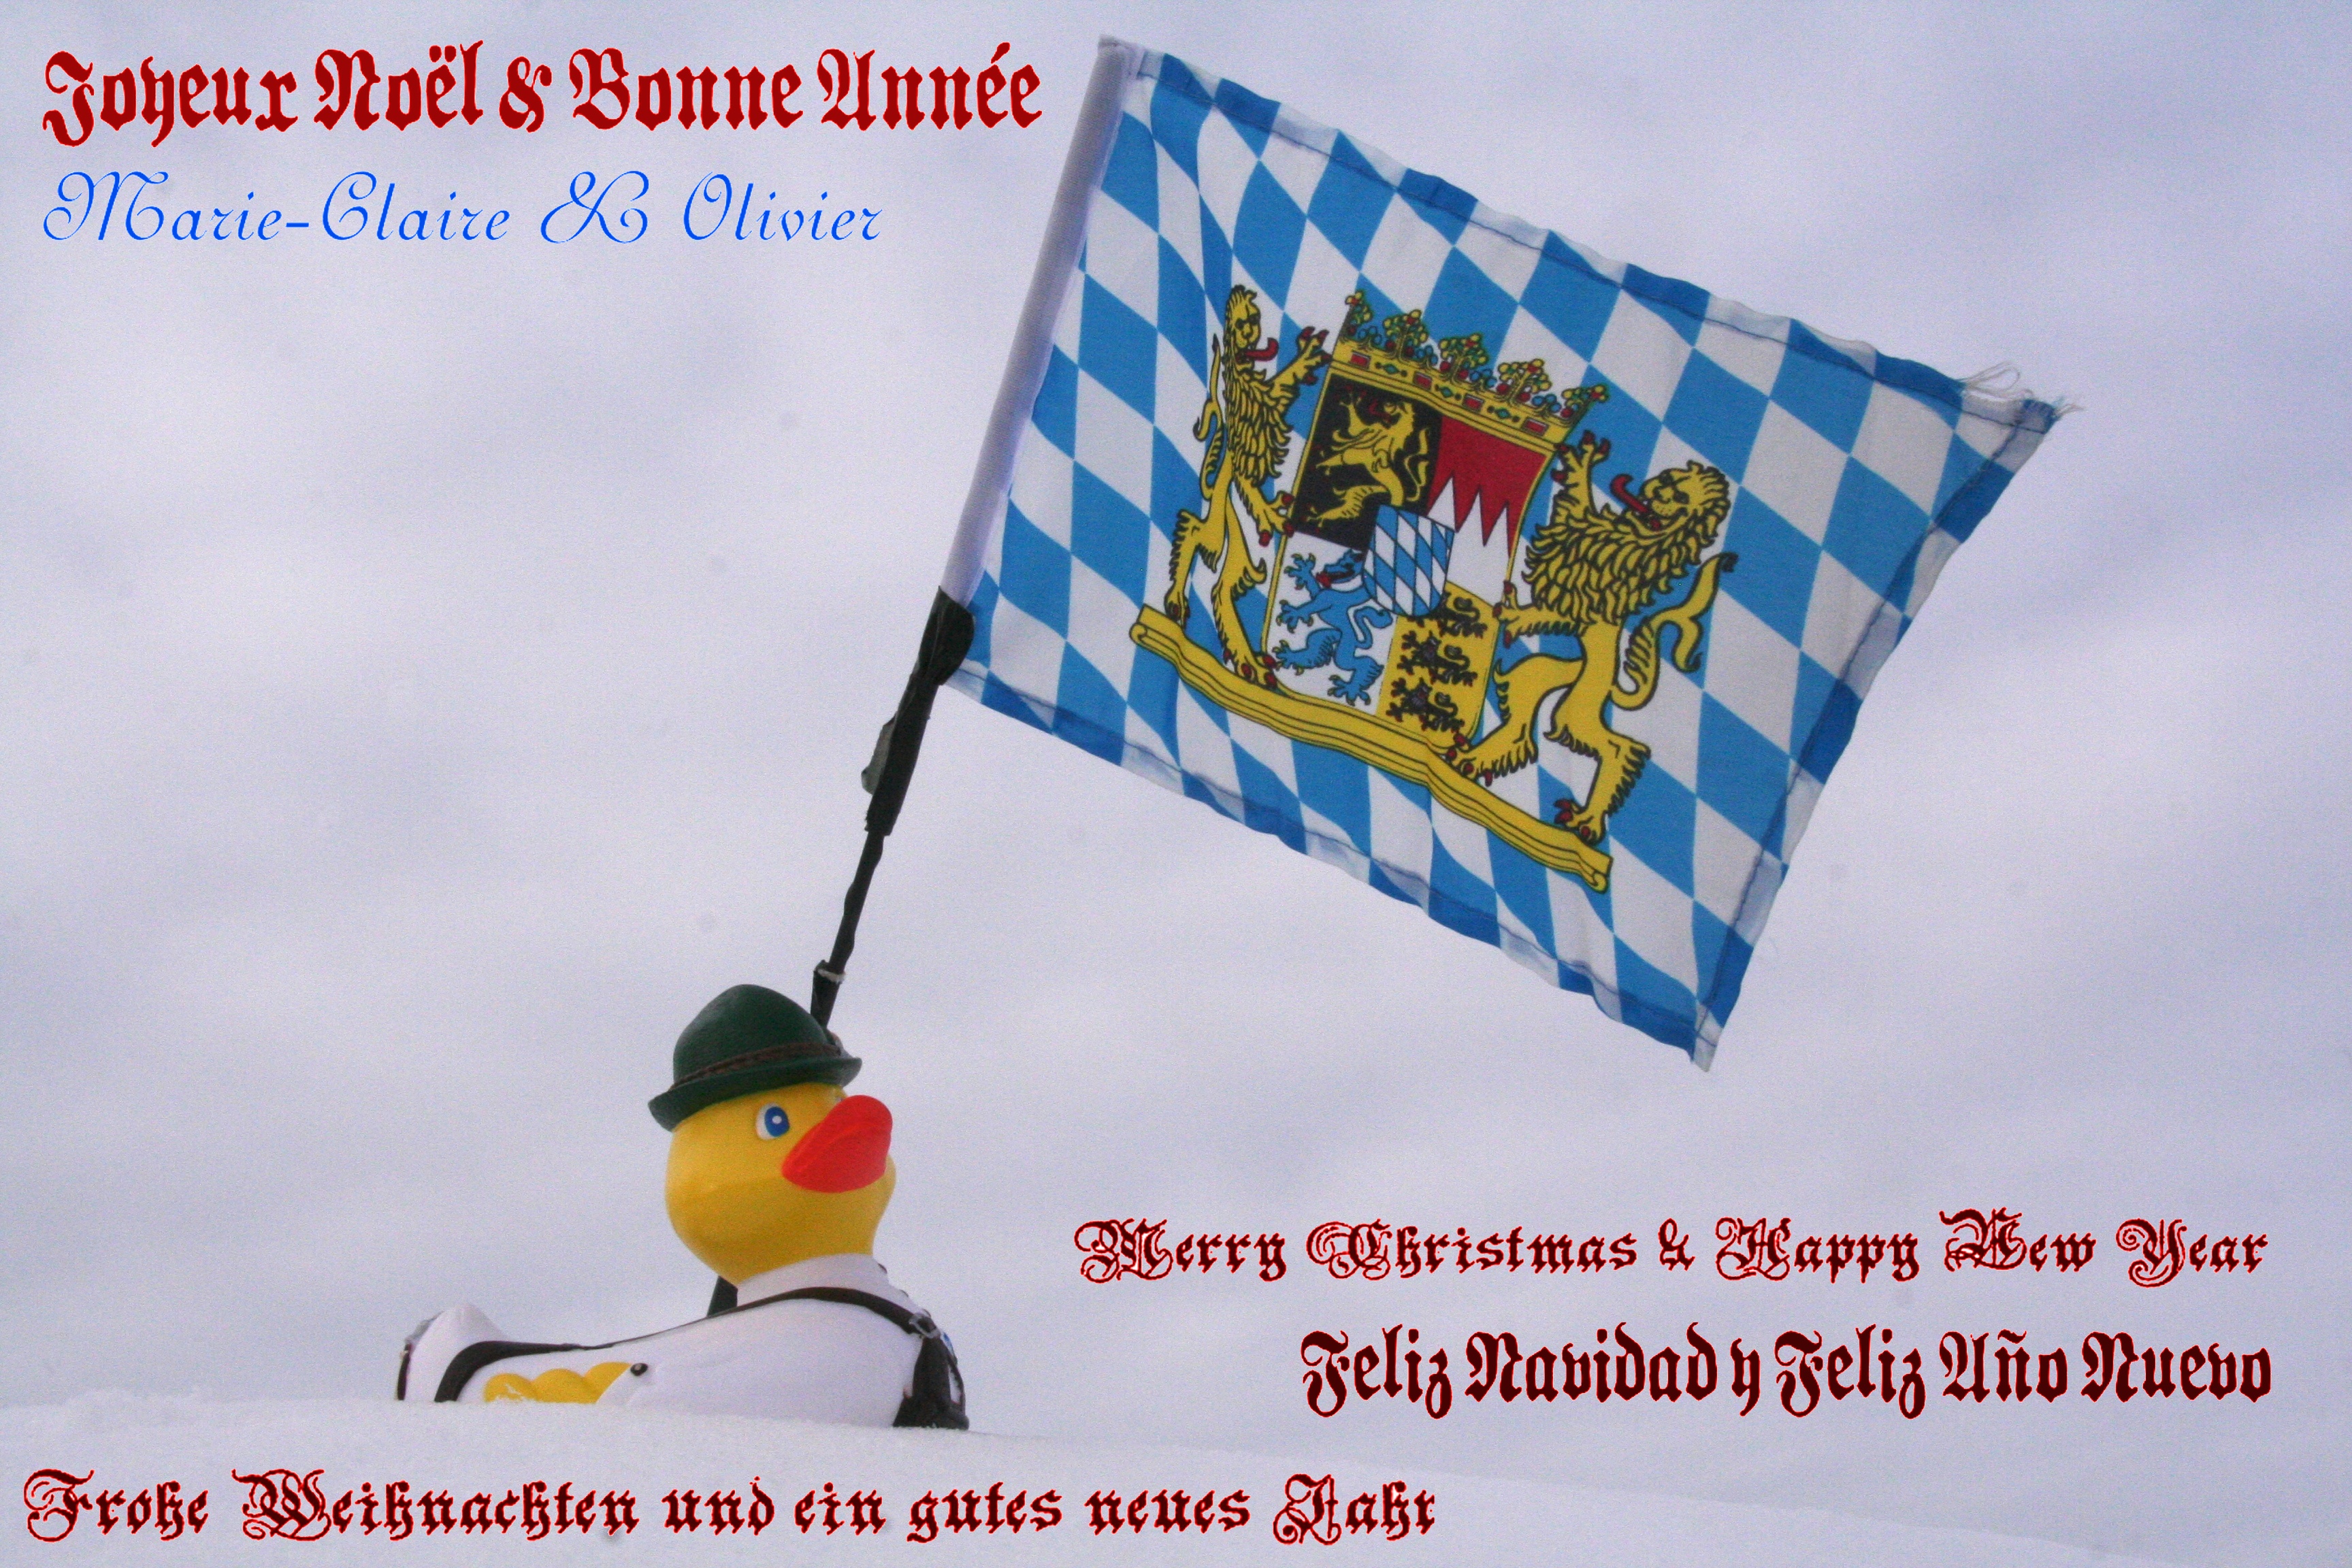 Joyeux Noël & Bonne Année
Marie-Claire & Olivier
Merry Christmas & Happy New Year
Feliz Navidad y Feliz Año Nuevo
Frohe Weihnachten und ein gutes neues Jahr